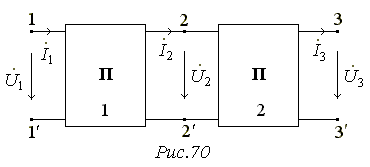 1 2 3
İ₁ İ₂ İ₃
U̇₁ П U̇₂ П U̇₃
1 2
1′ 2′ 3′
Рис.70